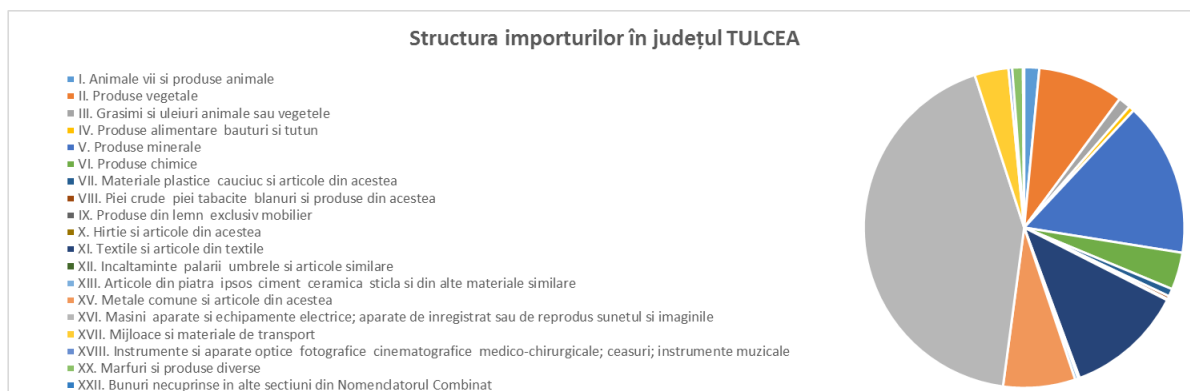 Structura importurilor în județul TULCEA
I. Animale vii si produse animale
II. Produse vegetale
III. Grasimi si uleiuri animale sau vegetele
IV. Produse alimentare bauturi si tutun
V. Produse minerale
VI. Produse chimice
VII. Materiale plastice cauciuc si articole din acestea
VIII. Piei crude piei tabacite blanuri si produse din acestea
IX. Produse din lemn exclusiv mobilier
X. Hirtie si articole din acestea
XI. Textile si articole din textile
XII. Incaltaminte palarii umbrele si articole similare
XIII. Articole din piatra ipsos ciment ceramica sticla si din alte materiale similare
XV. Metale comune si articole din acestea
XVI. Masini aparate si echipamente electrice; aparate de inregistrat sau de reprodus sunetul si imaginile
XVII. Mijloace si materiale de transport
XVIII. Instrumente si aparate optice fotografice cinematografice medico-chirurgicale; ceasuri; instrumente muzicale
XX. Marfuri si produse diverse
XXII. Bunuri necuprinse in alte sectiuni din Nomenclatorul Combinat